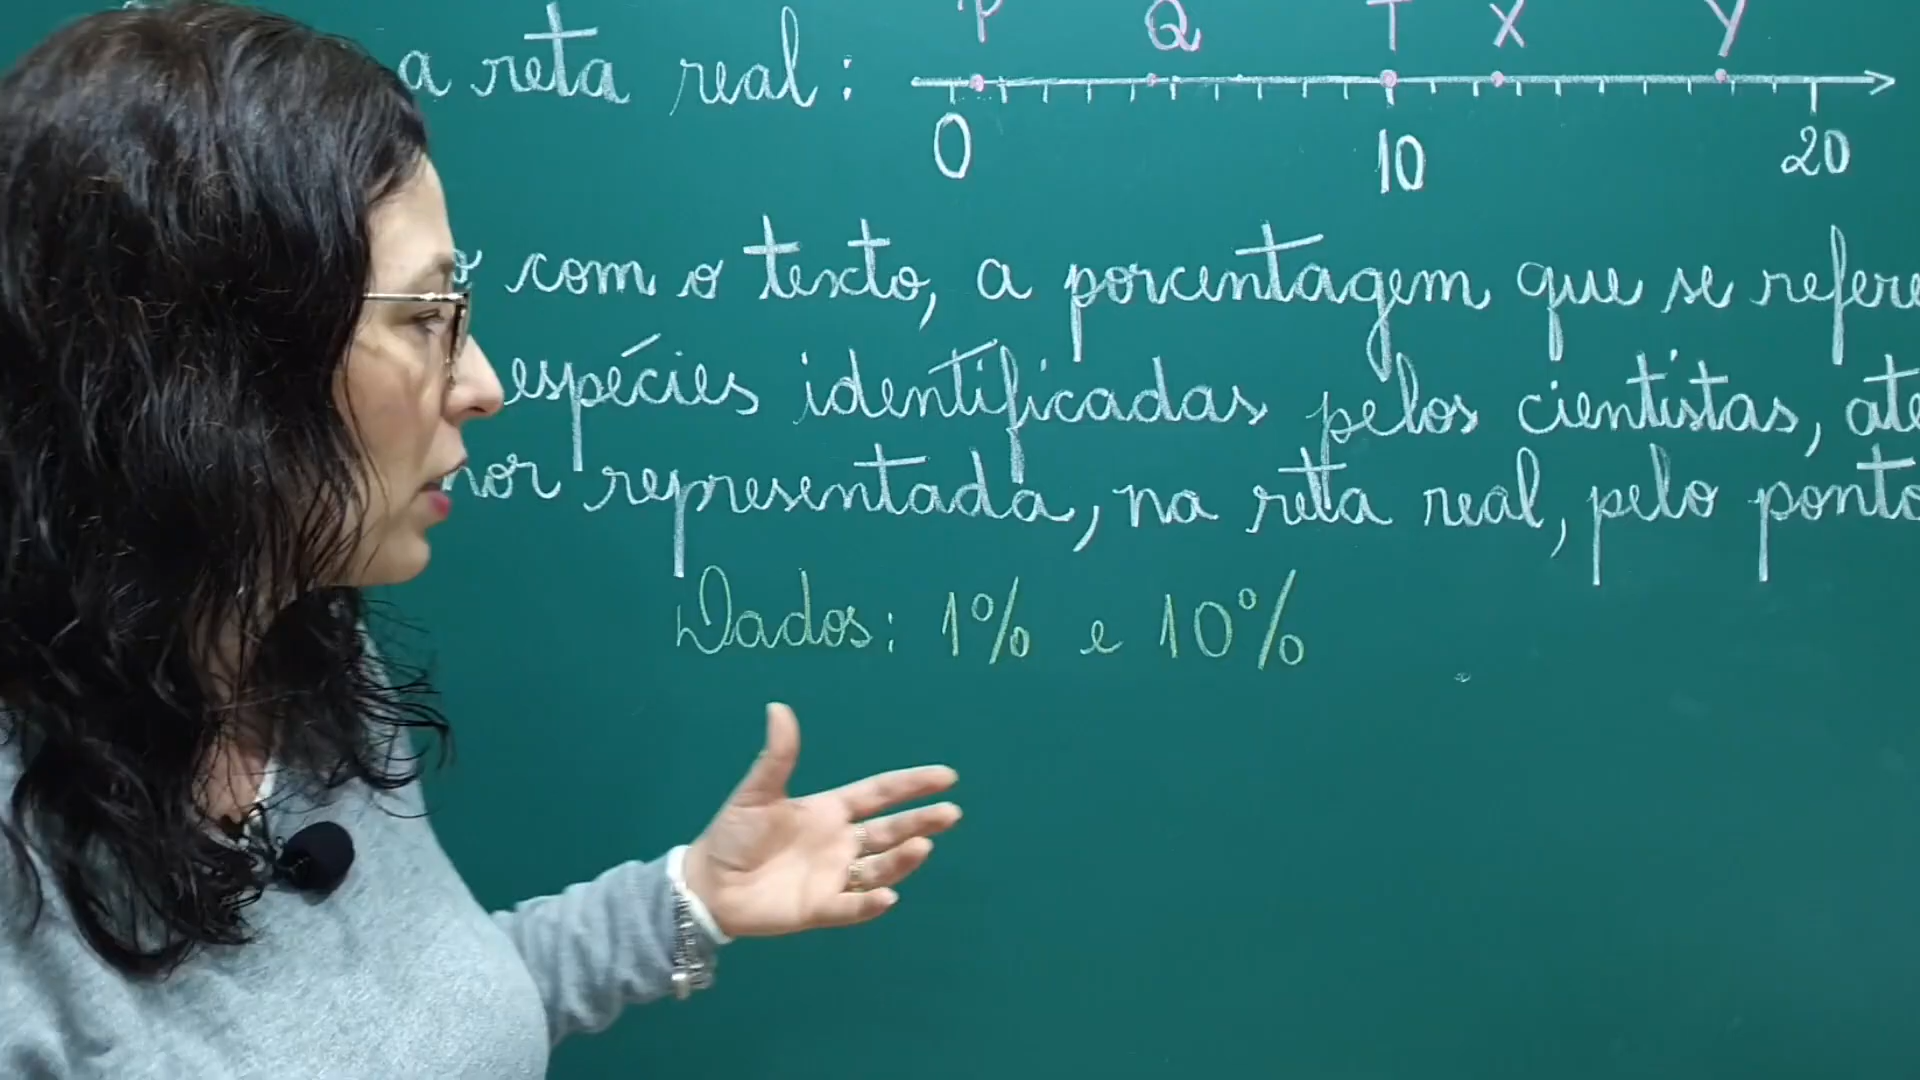 P Q T X Y
a reta real:
0 10 20
com o texto, a porcentagem que se refere
espécies identificadas pelos cientistas, até
representada, na reta real, pelo ponto
Dados: 1% e 10%